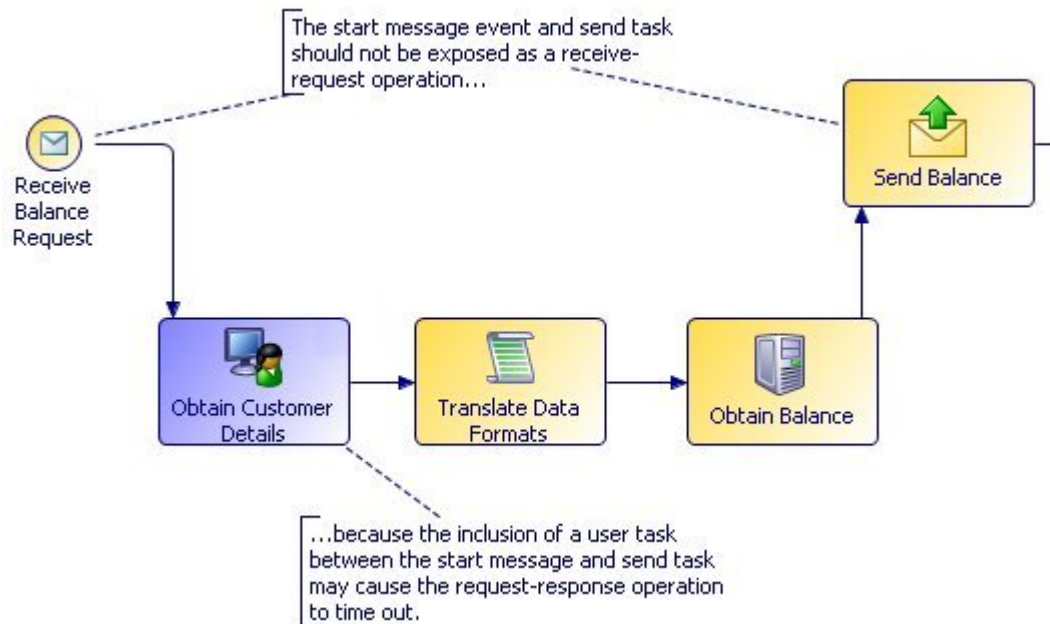 The start message event and send task
should not be exposed as a receive-
request operation...
Receive
Balance
Request
Send Balance
Obtain Customer
Details
Translate Data
Formats
Obtain Balance
...because the inclusion of a user task
between the start message and send task
may cause the request-response operation
to time out.